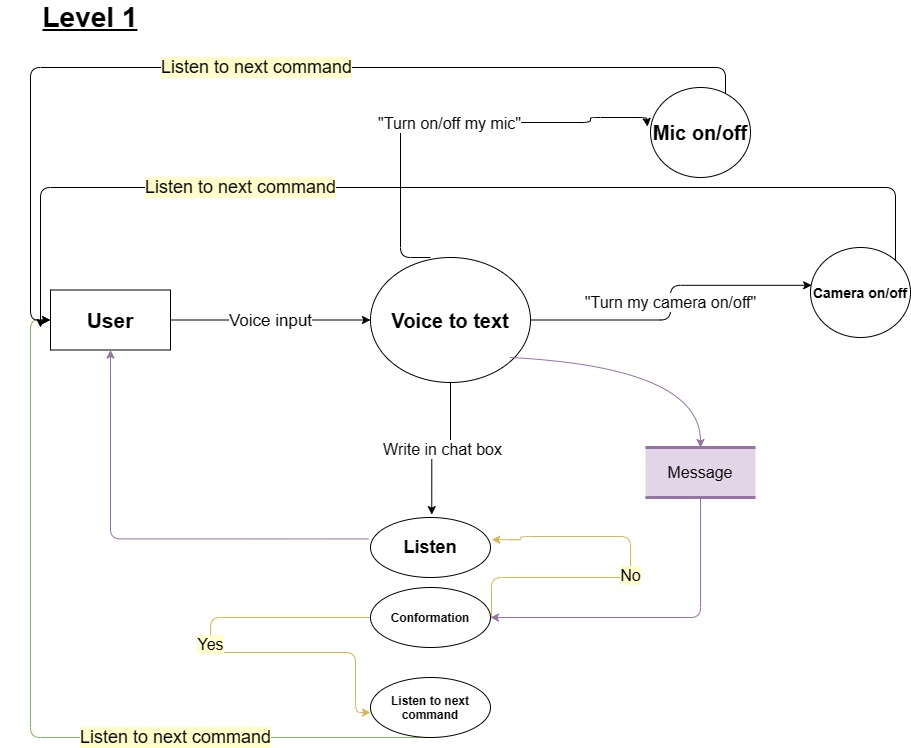 Level 1
Listen to next command
"Turn on/off my mic"
Mic on/off
Listen to next command
Camera on/off
"Turn my camera on/off"
User
Voice input
Voice to text
Write in chat box
Message
Listen
No
Conformation
Yes
Listen to next
command
Listen to next command